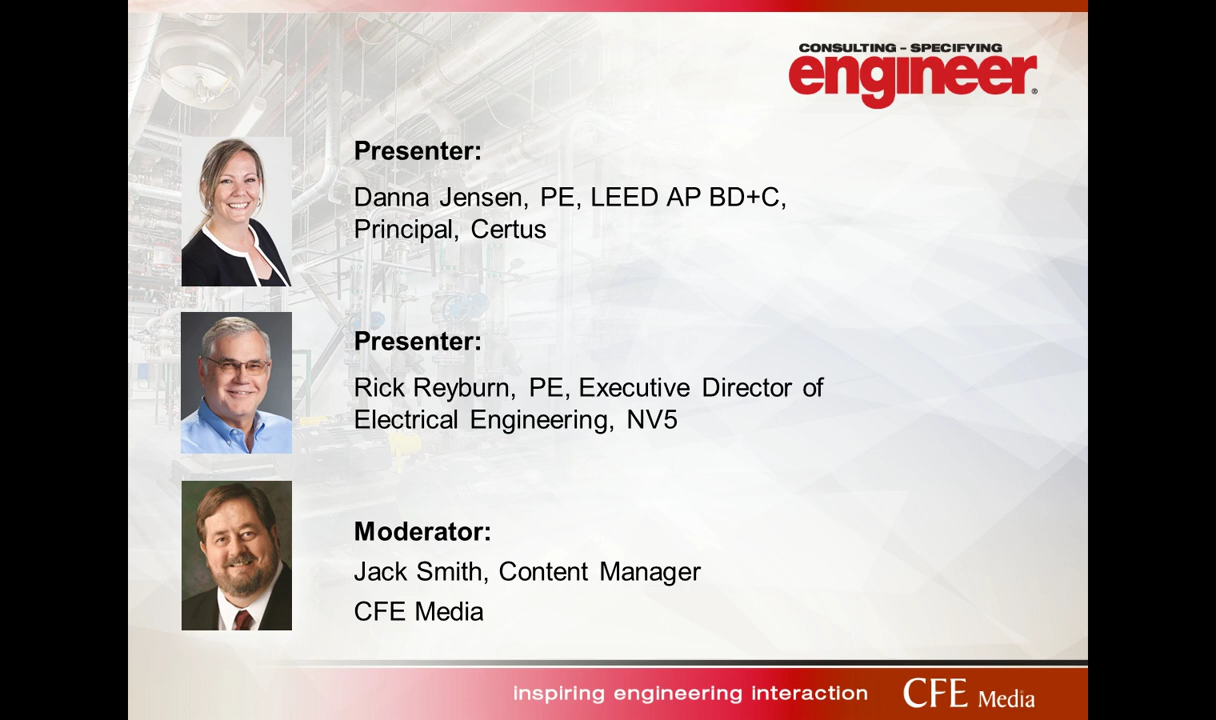 CONSULTING - SPECIFYING
engineer®
Presenter:
Danna Jensen, PE, LEED AP BD+C,
Principal, Certus
Presenter:
Rick Reyburn, PE, Executive Director of
Electrical Engineering, NV5
Moderator:
Jack Smith, Content Manager
CFE Media
inspiring engineering interaction
CFE Media